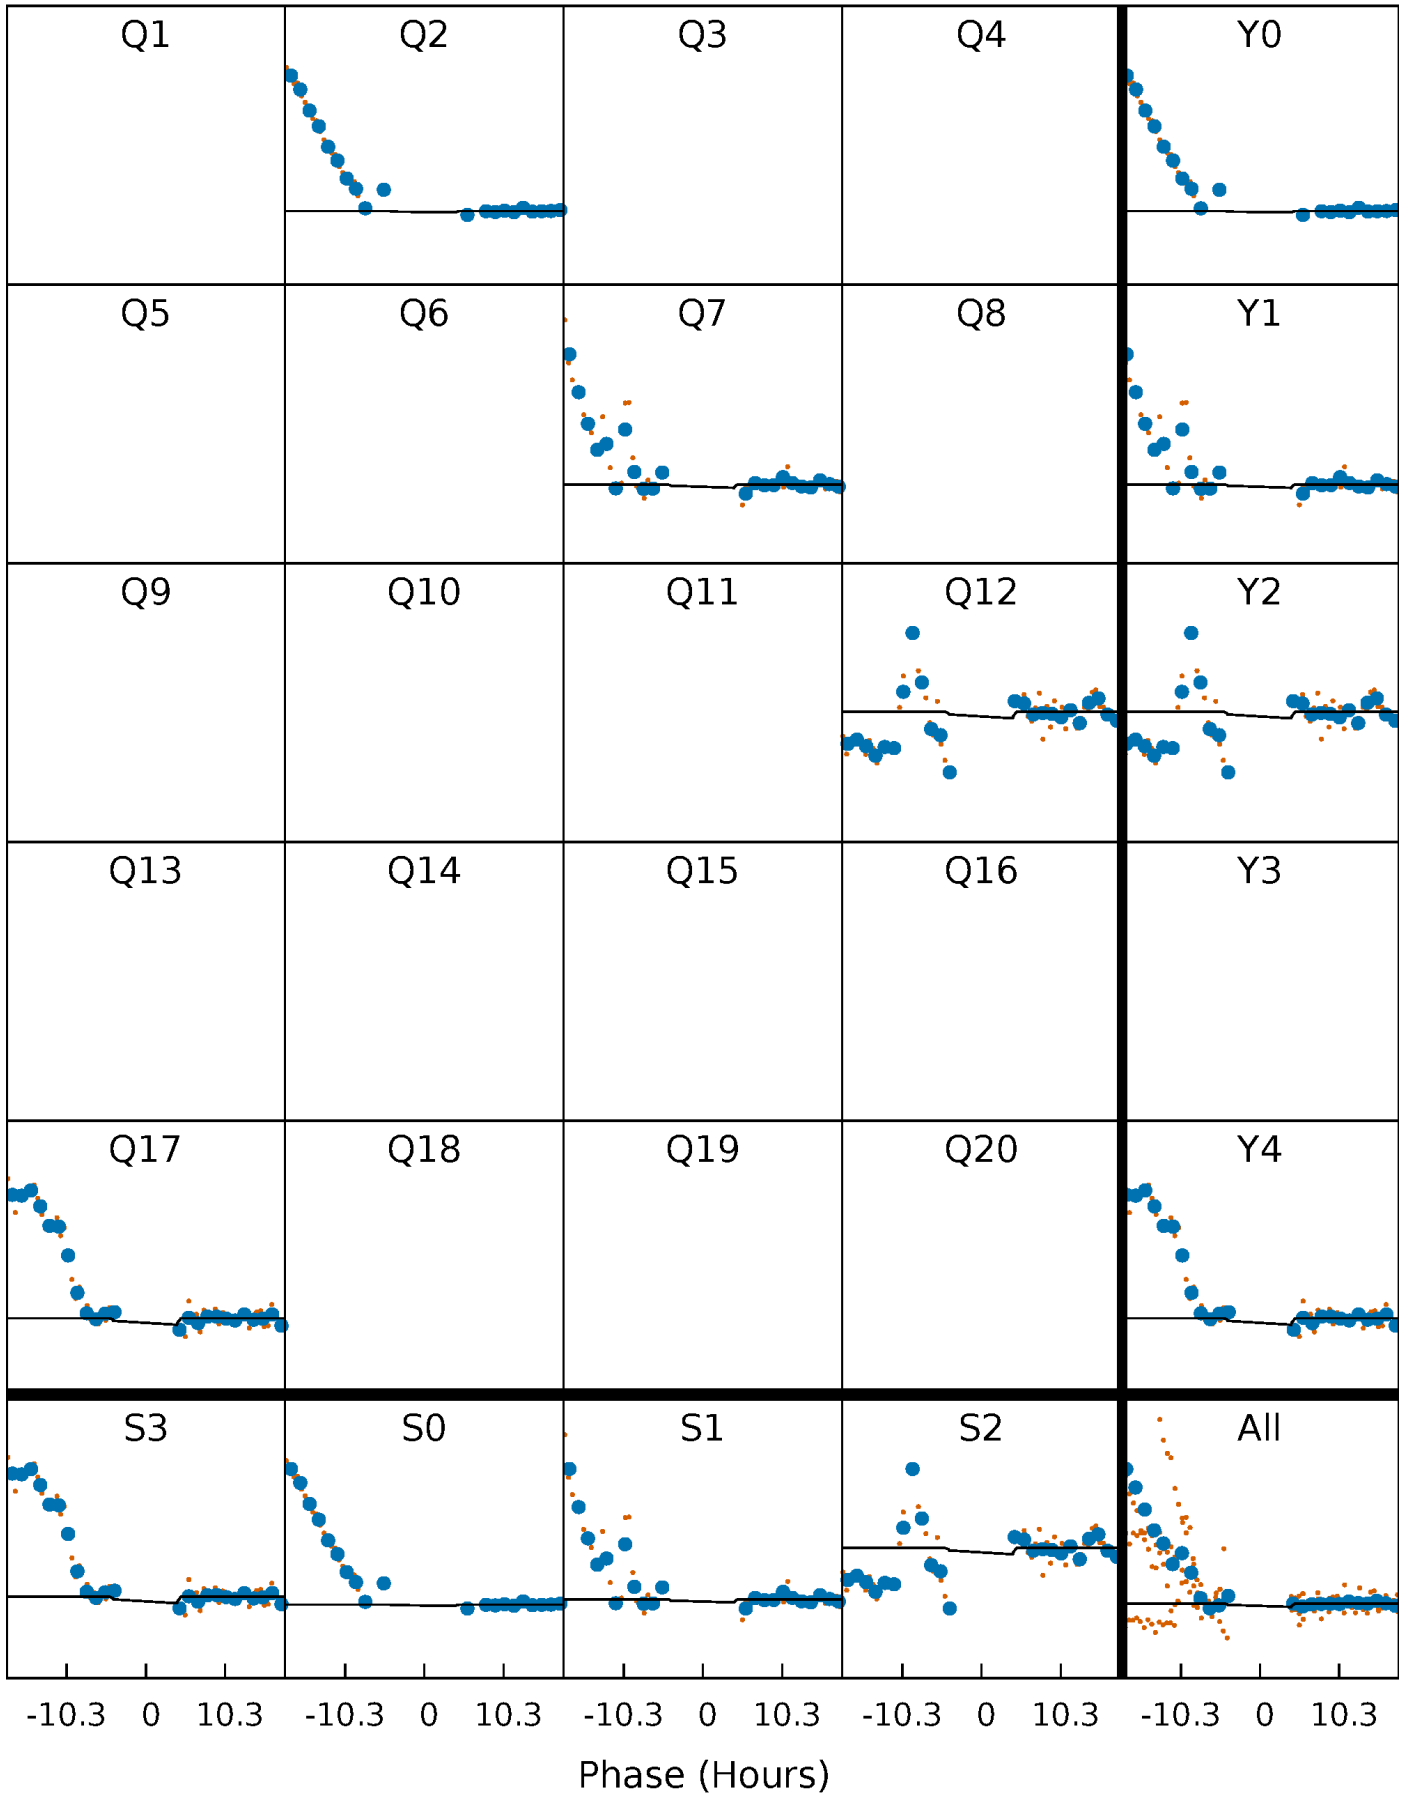 Q1 Q2 Q3 Q4 Y0
Q5 Q6 Q7 Q8 Y1
Q9 Q10 Q11 Q12 Y2
Q13 Q14 Q15 Q16 Y3
Q17 Q18 Q19 Q20 Y4
S3 S0 S1 S2 All
-10.3 0 10.3 -10.3 0 10.3 -10.3 0 10.3 -10.3 0 10.3 -10.3 0 10.3
Phase (Hours)